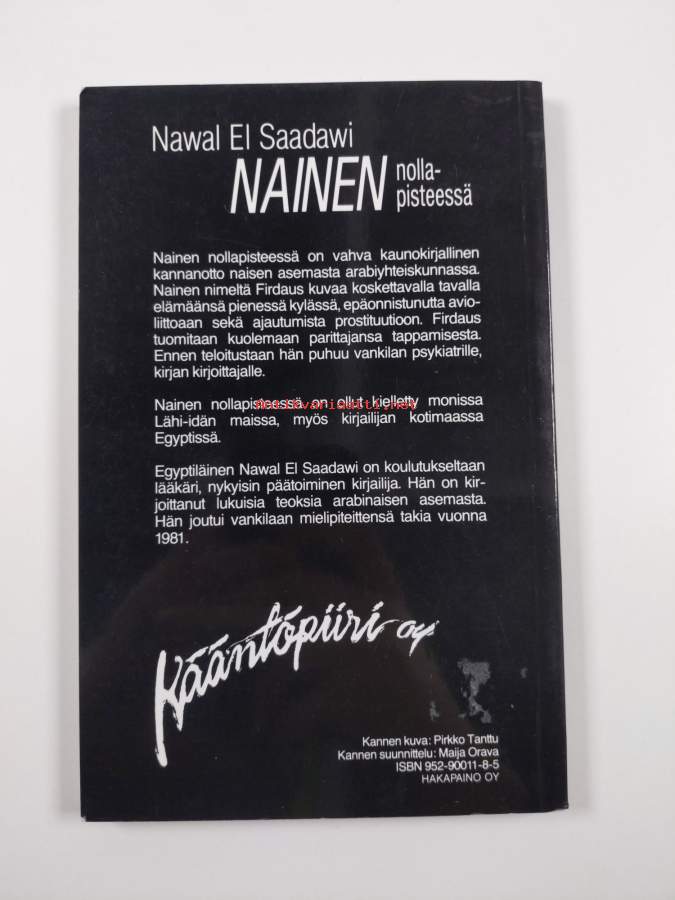 Nawal El Saadawi
NAINEN nolla-
pisteessä
Nainen nollapisteessä on vahva kaunokirjallinen
kannanotto naisen asemasta arabiyhteiskunnassa.
Nainen nimeltä Firdaus kuvaa koskettavalla tavalla
elämäänsä pienessä kylässä, epäonnistunutta avio-
liittoaan sekä ajautumista prostituutioon. Firdaus
tuomitaan kuolemaan parittajansa tappamisesta.
Ennen teloitustaan hän puhuu vankilan psykiatrille,
kirjan kirjoittajalle.
Nainen nollapisteessä on ollut kielletty monissa
Antikvariaatti.net
Lähi-idän maissa, myös kirjailijan kotimaassa
Egyptissä.
Egyptiläinen Nawal El Saadawi on koulutukseltaan
lääkäri, nykyisin päätoiminen kirjailija. Hän on kir-
joittanut lukuisia teoksia arabinaisen asemasta.
Hän joutui vankilaan mielipiteittensä takia vuonna
1981.
Kääntöpiiri oy
Kannen kuva: Pirkko Tanttu
Kannen suunnittelu: Maija Orava
ISBN 952-90011-8-5
HAKAPAINO OY